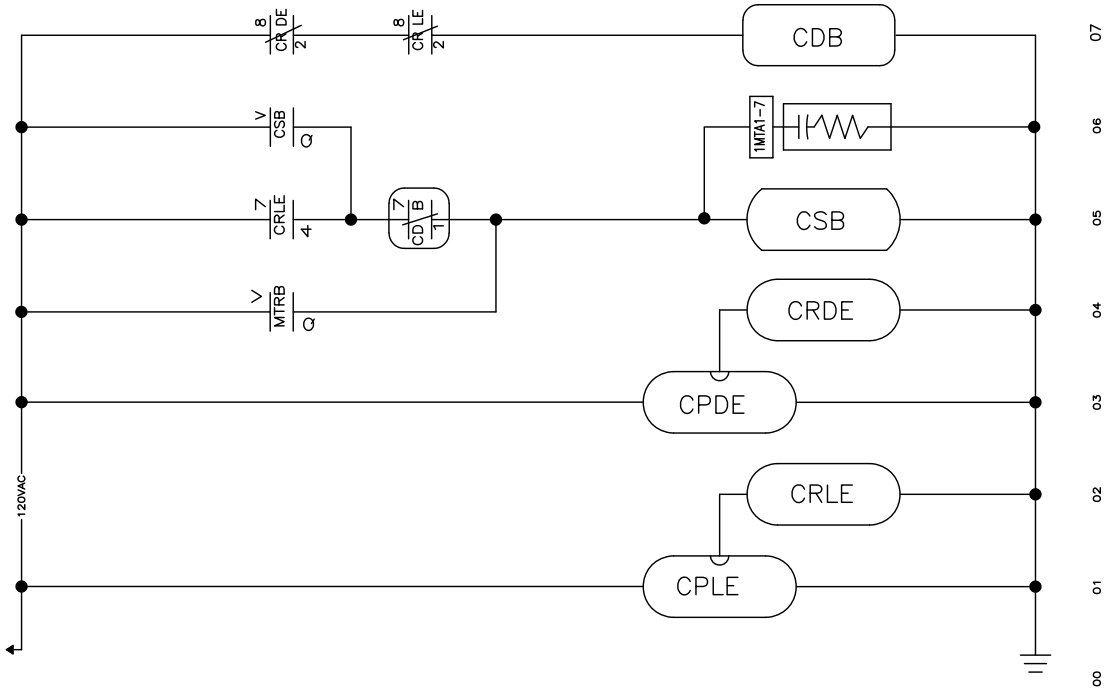 8 CR DE 2
8 CR LE 2
CDB
07
V CSB Q
1MTA1-7
06
7 CRLE 4
7 CD B 1
CSB
05
V MTRB Q
CRDE
04
CPDE
03
120VAC
CRLE
02
CPLE
01
00